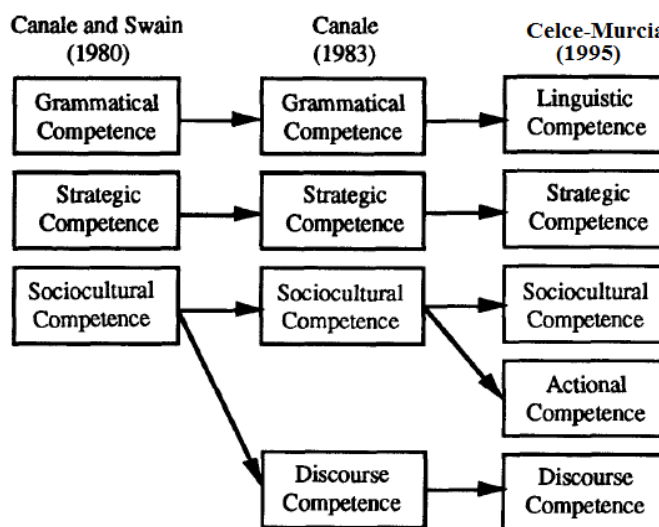 Canale and Swain
(1980)
Canale
(1983)
Celce-Murcia
(1995)
Grammatical
Competence
Grammatical
Competence
Linguistic
Competence
Strategic
Competence
Strategic
Competence
Strategic
Competence
Sociocultural
Competence
Sociocultural
Competence
Sociocultural
Competence
Actional
Competence
Discourse
Competence
Discourse
Competence